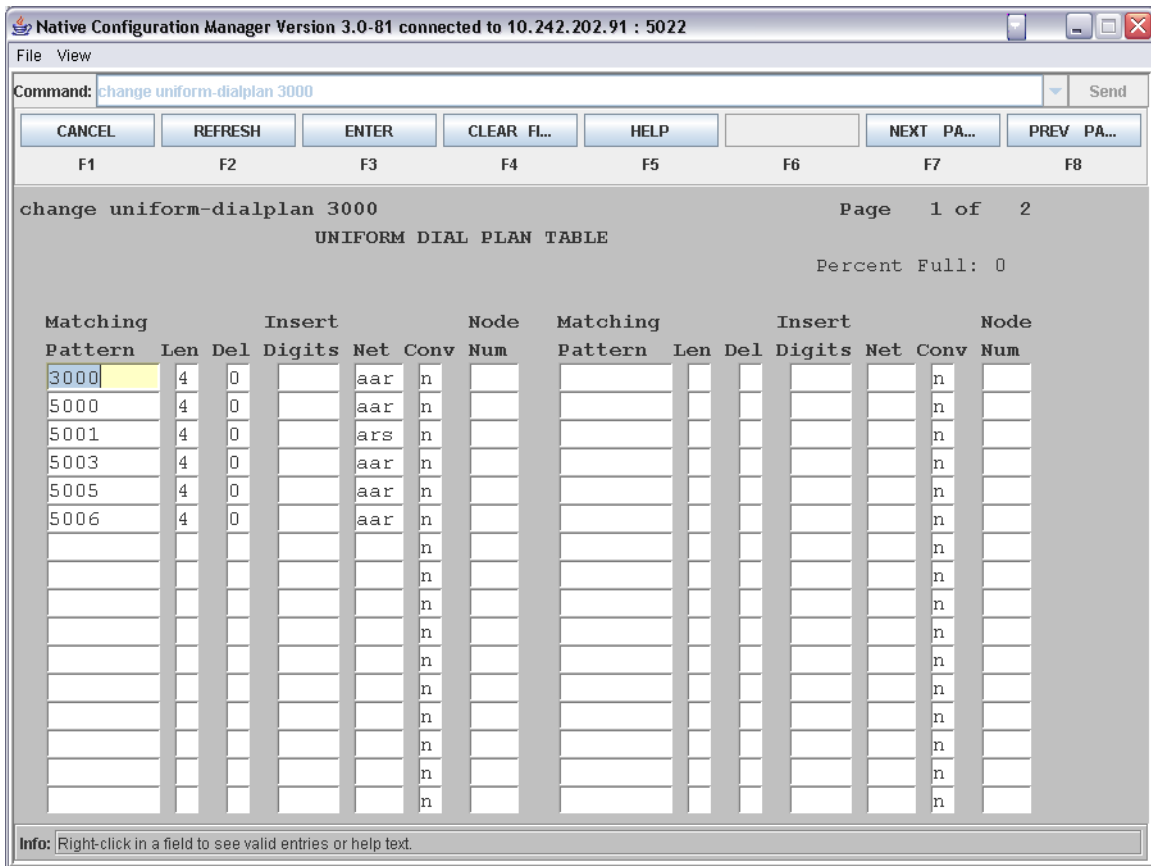 Native Configuration Manager Version 3.0-81 connected to 10.242.202.91 : 5022
File View
Command: change uniform-dialplan 3000 Send
CANCEL REFRESH ENTER CLEAR FI... HELP NEXT PA... PREV PA...
F1 F2 F3 F4 F5 F6 F7 F8
change uniform-dialplan 3000 Page 1 of 2
UNIFORM DIAL PLAN TABLE
Percent Full: 0
Matching Insert Node Matching Insert Node
Pattern Len Del Digits Net Conv Num Pattern Len Del Digits Net Conv Num
3000 4 0 aar n n
5000 4 0 aar n n
5001 4 0 ars n n
5003 4 0 aar n n
5005 4 0 aar n n
5006 4 0 aar n n
n n
n n
n n
n n
n n
n n
n n
n n
n n
n n
Info: Right-click in a field to see valid entries or help text.